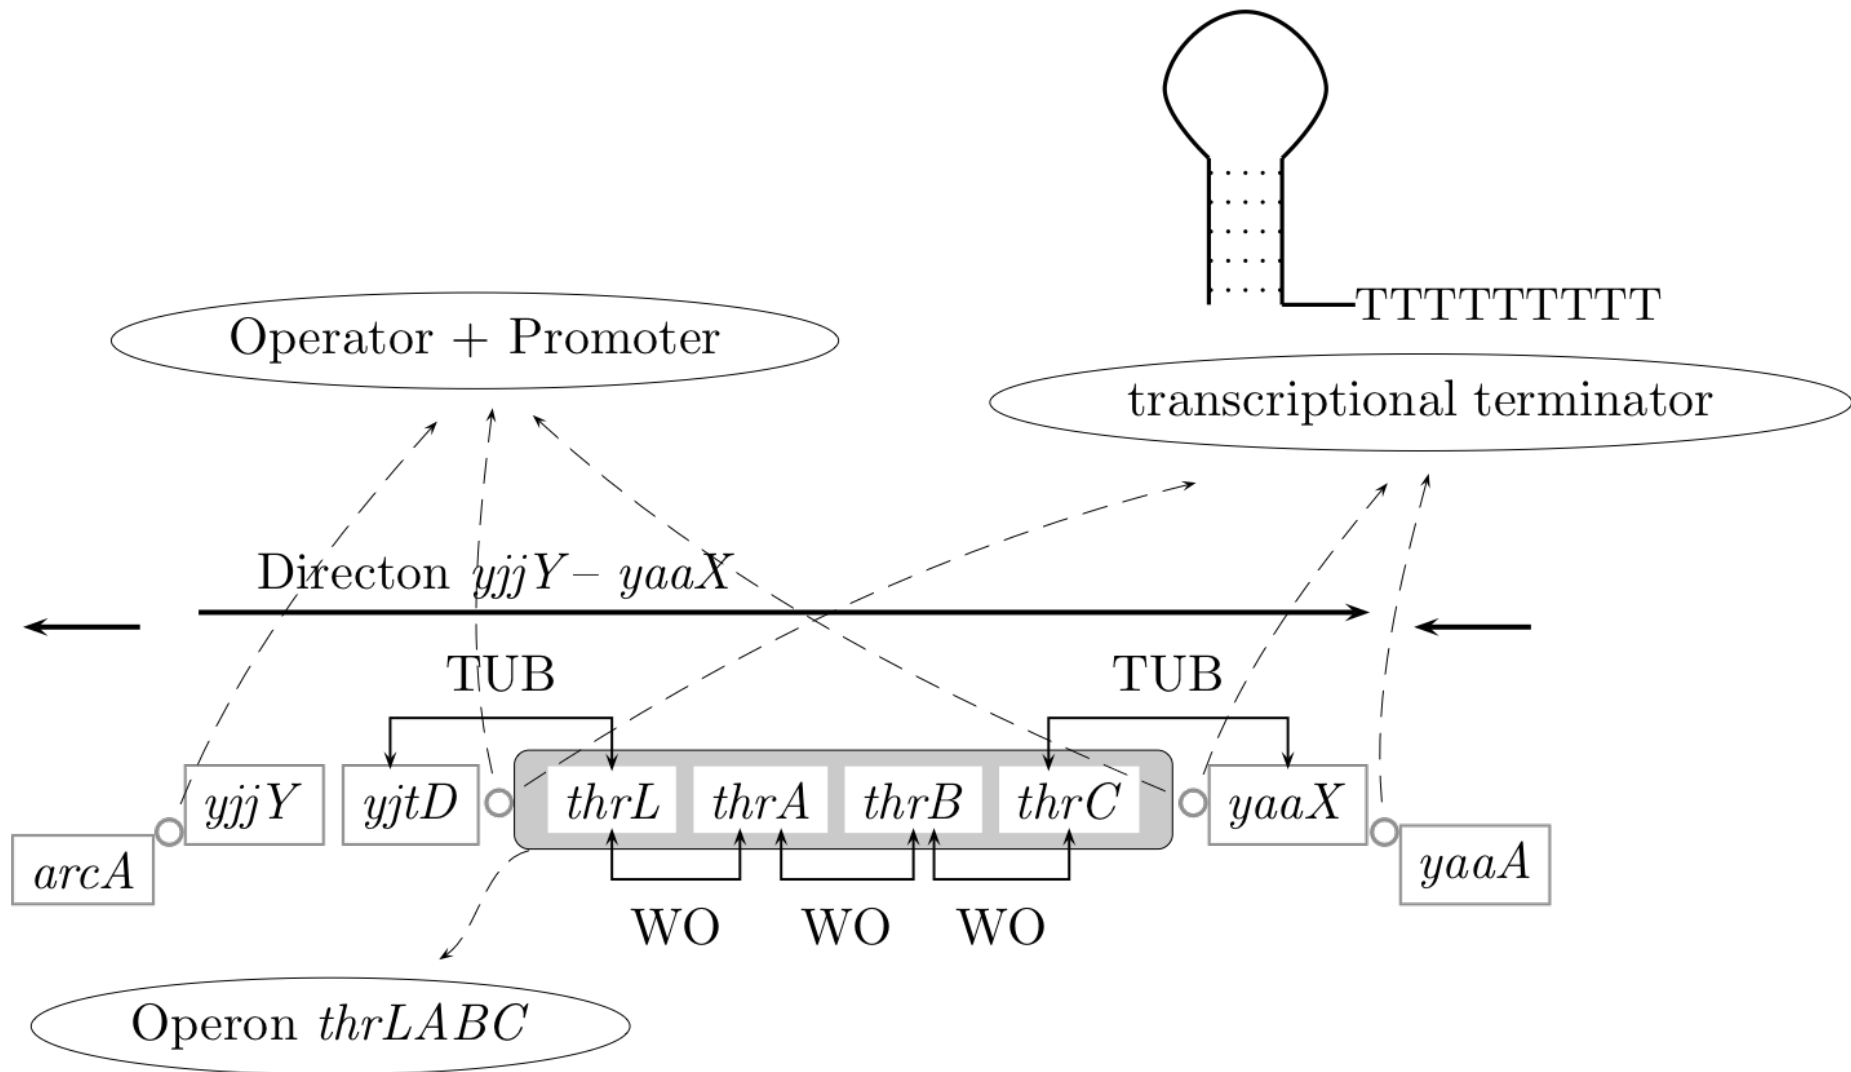 TTTTTTTTT
Operator + Promoter
transcriptional terminator
Directon yjjY – yaaX
TUB TUB
yjjY yjtD thrL thrA thrB thrC yaaX
arcA yaaA
WO WO WO
Operon thrLABC